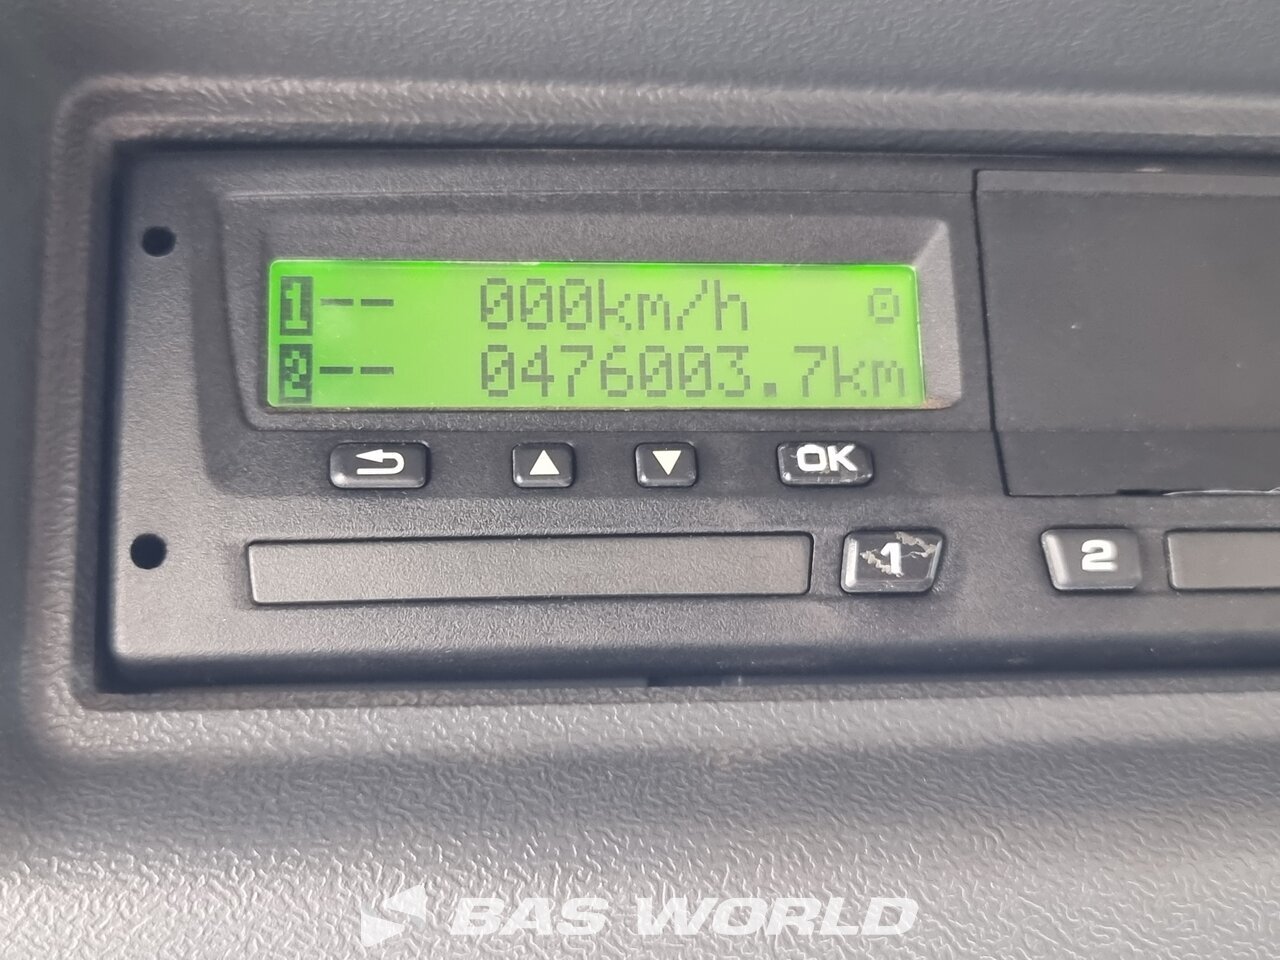 1-- 000km/h
2-- 0476003.7km
OK
1
2
BAS WORLD